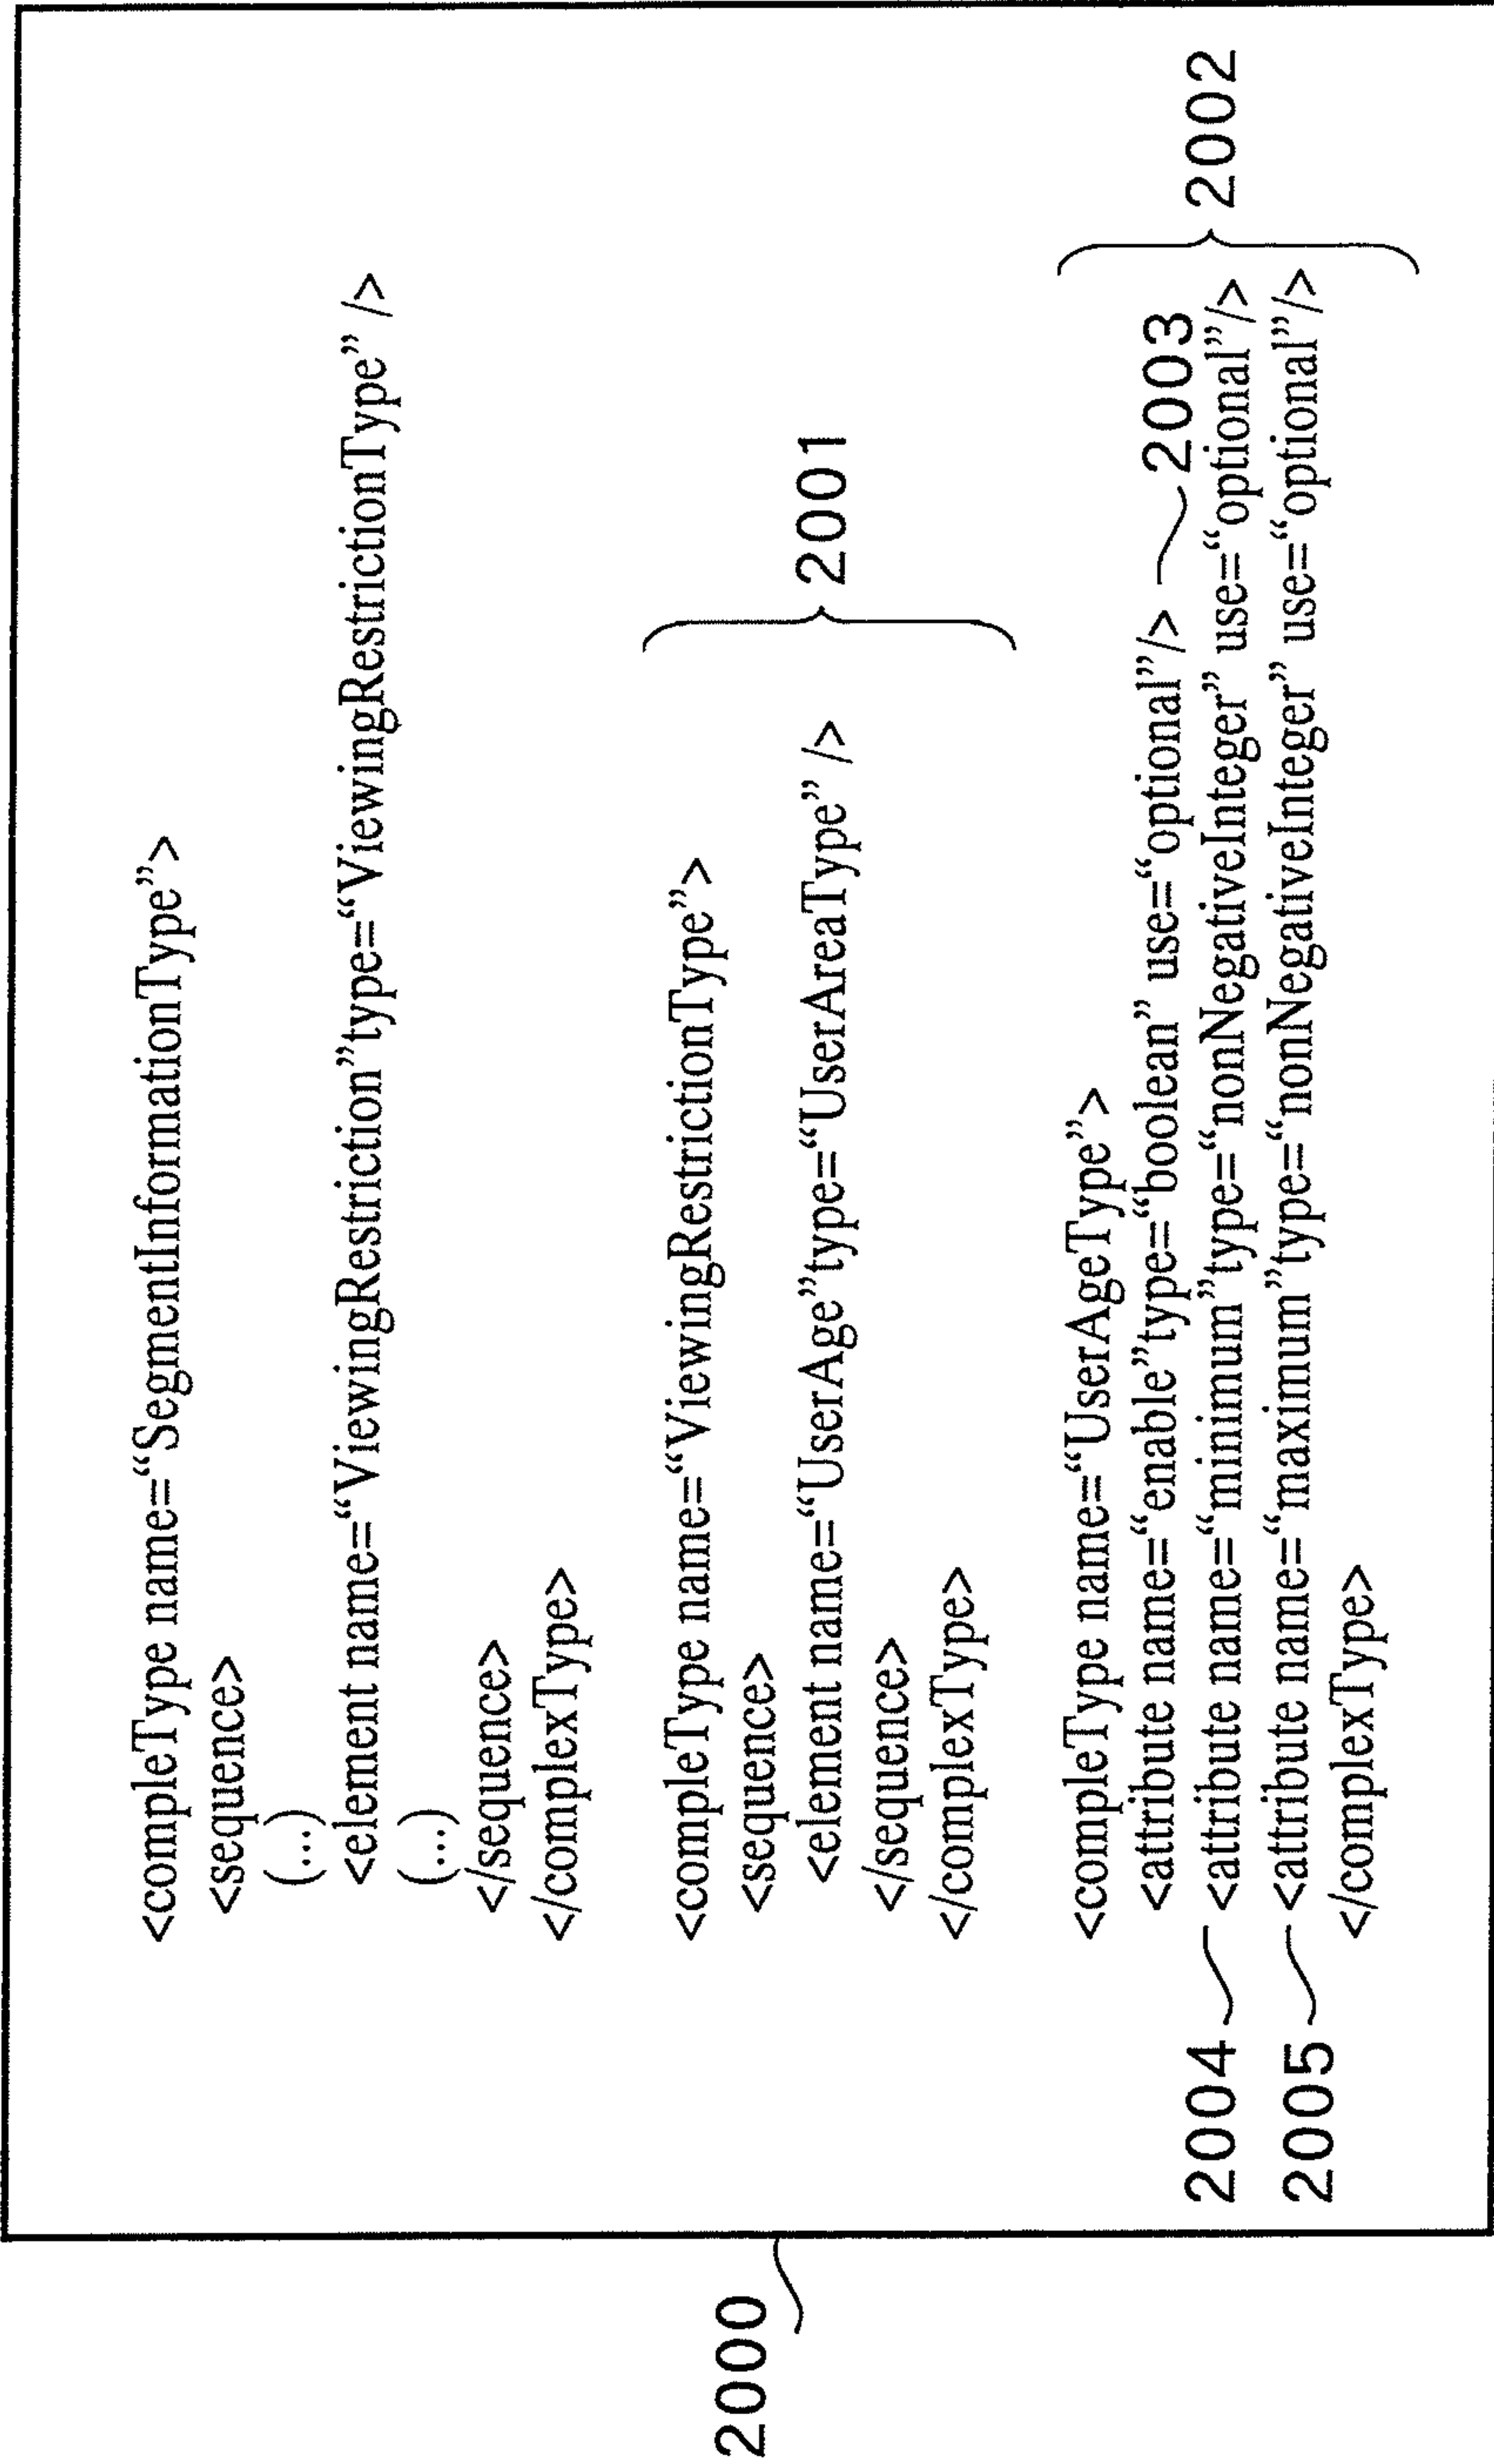 <compleType name=“SegmentInformationType”>
<sequence>
(...)
<element name=“ViewingRestriction”type=“ViewingRestrictionType” />
(...)
</sequence>
</complexType>
<compleType name=“ViewingRestrictionType”>
<sequence>
<element name=“UserAge”type=“UserAreaType” />
</sequence>
</complexType>
2001
<compleType name=“UserAgeType”>
<attribute name=“enable”type=“boolean” use=“optional”/> 2003
2004 <attribute name=“minimum”type=“nonNegativeInteger” use=“optional”/>
2005 <attribute name=“maximum”type=“nonNegativeInteger” use=“optional”/>
</complexType>
2002
2000